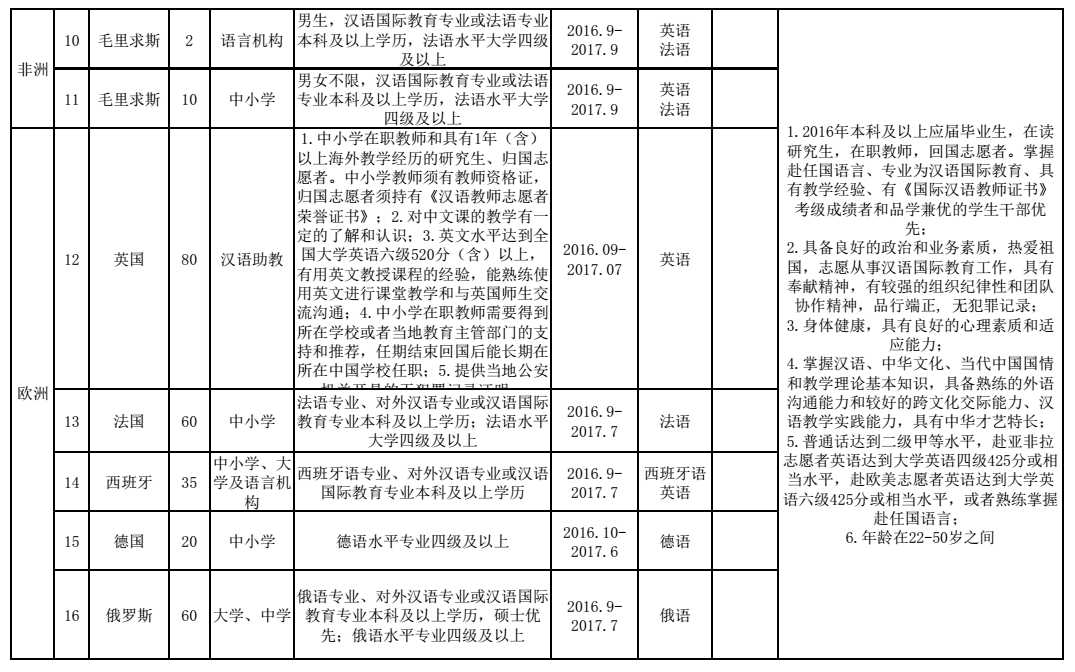 非洲
10
毛里求斯
2
语言机构
男生，汉语国际教育专业或法语专业
本科及以上学历，法语水平大学四级
及以上
2016.9-
2017.9
英语
法语
11
毛里求斯
10
中小学
男女不限，汉语国际教育专业或法语
专业本科及以上学历，法语水平大学
四级及以上
2016.9-
2017.9
英语
法语
欧洲
12
英国
80
汉语助教
1.中小学在职教师和具有1年（含）
以上海外教学经历的研究生、归国志
愿者。中小学教师须有教师资格证，
归国志愿者须持有《汉语教师志愿者
荣誉证书》；2.对中文课的教学有一
定的了解和认识；3.英文水平达到全
国大学英语六级520分（含）以上，
有用英文教授课程的经验，能熟练使
用英文进行课堂教学和与英国师生交
流沟通；4.中小学在职教师需要得到
所在学校或者当地教育主管部门的支
持和推荐，任期结束回国后能长期在
所在中国学校任职；5.提供当地公安
2016.09-
2017.07
英语
13
法国
60
中小学
法语专业、对外汉语专业或汉语国际
教育专业本科及以上学历；法语水平
大学四级及以上
2016.9-
2017.7
法语
14
西班牙
35
中小学、大
学及语言机
构
西班牙语专业、对外汉语专业或汉语
国际教育专业本科及以上学历
2016.9-
2017.7
西班牙语
英语
15
德国
20
中小学
德语水平专业四级及以上
2016.10-
2017.6
德语
16
俄罗斯
60
大学、中学
俄语专业、对外汉语专业或汉语国际
教育专业本科及以上学历，硕士优
先；俄语水平专业四级及以上
2016.9-
2017.7
俄语
1.2016年本科及以上应届毕业生，在读
研究生，在职教师，回国志愿者。掌握
赴任国语言、专业为汉语国际教育、具
有教学经验、有《国际汉语教师证书》
考级成绩者和品学兼优的学生干部优
先；
2.具备良好的政治和业务素质，热爱祖
国，志愿从事汉语国际教育工作，具有
奉献精神，有较强的组织纪律性和团队
协作精神，品行端正，无犯罪记录；
3.身体健康，具有良好的心理素质和适
应能力；
4.掌握汉语、中华文化、当代中国国情
和教学理论基本知识，具备熟练的外语
沟通能力和较好的跨文化交际能力、汉
语教学实践能力，具有中华才艺特长；
5.普通话达到二级甲等水平，赴亚非拉
志愿者英语达到大学英语四级425分或相
当水平，赴欧美志愿者英语达到大学英
语六级425分或相当水平，或者熟练掌握
赴任国语言；
6.年龄在22-50岁之间